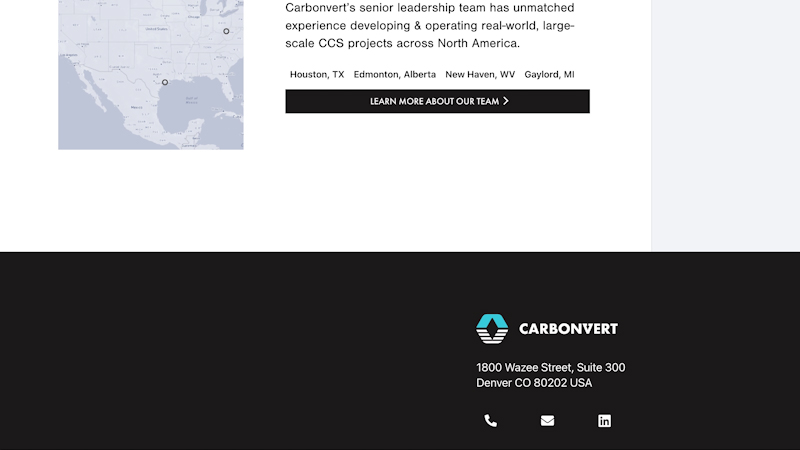 Carbonvert's senior leadership team has unmatched
experience developing & operating real-world, large-
scale CCS projects across North America.
Houston, TX Edmonton, Alberta New Haven, WV Gaylord, MI
LEARN MORE ABOUT OUR TEAM
CARBONVERT
1800 Wazee Street, Suite 300
Denver CO 80202 USA